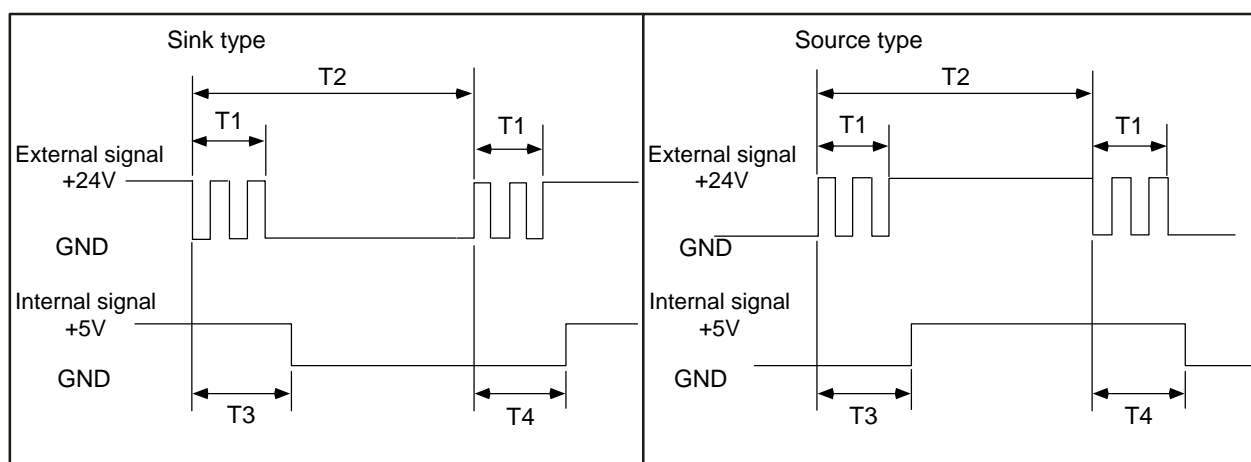 Sink type
T2
T1
T1
External signal
+24V
GND
Internal signal
+5V
GND
T3
T4
Source type
T2
T1
T1
External signal
+24V
GND
Internal signal
+5V
GND
T3
T4